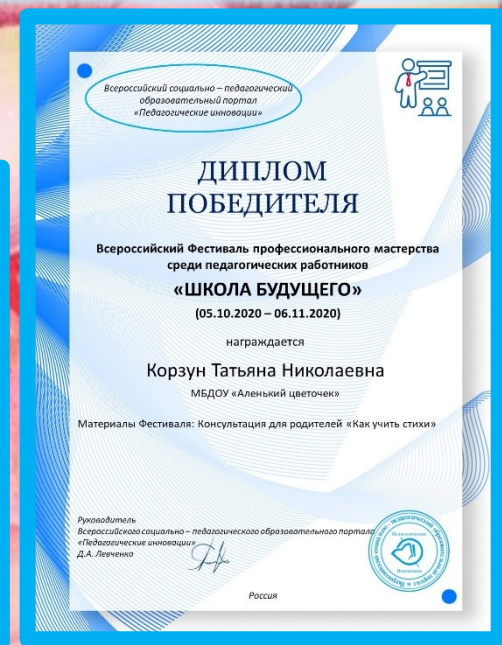 Всероссийский социально – педагогический
образовательный портал
«Педагогические инновации»
ДИПЛОМ
ПОБЕДИТЕЛЯ
Всероссийский Фестиваль профессионального мастерства
среди педагогических работников
«ШКОЛА БУДУЩЕГО»
(05.10.2020 – 06.11.2020)
награждается
Корзун Татьяна Николаевна
МБДОУ «Аленький цветочек»
Материалы Фестиваля: Консультация для родителей «Как учить стихи»
Руководитель
Всероссийского социально – педагогического образовательного портала
«Педагогические инновации»
Д.А. Левченко
Россия